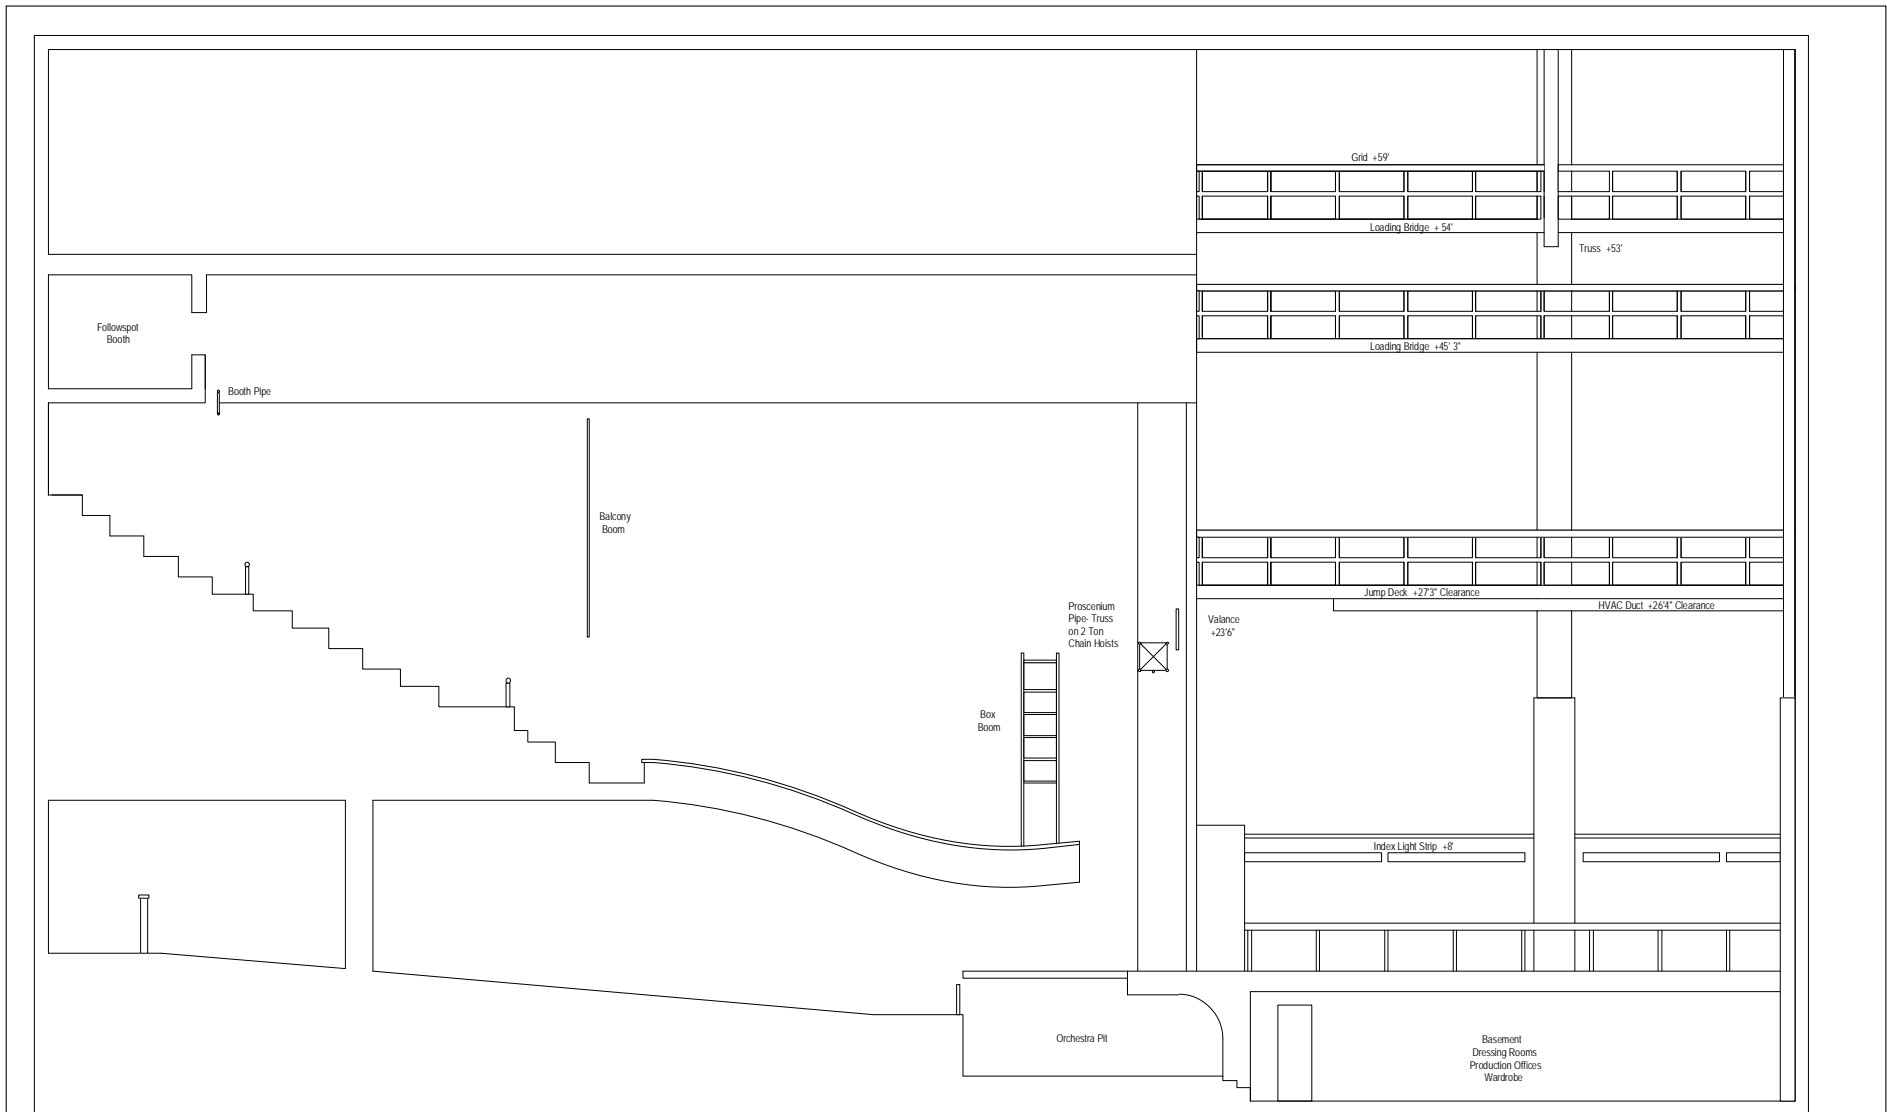 Grid +59'
Loading Bridge + 54'
Truss +53'
Followspot
Booth
Loading Bridge +45' 3"
Booth Pipe
Balcony
Boom
Jump Deck +27'3" Clearance
HVAC Duct +26'4" Clearance
Proscenium
Pipe- Truss
on 2 Ton
Chain Hoists
Valance
+23'6"
Box
Boom
Index Light Strip +8'
Orchestra Pit
Basement
Dressing Rooms
Production Offices
Wardrobe